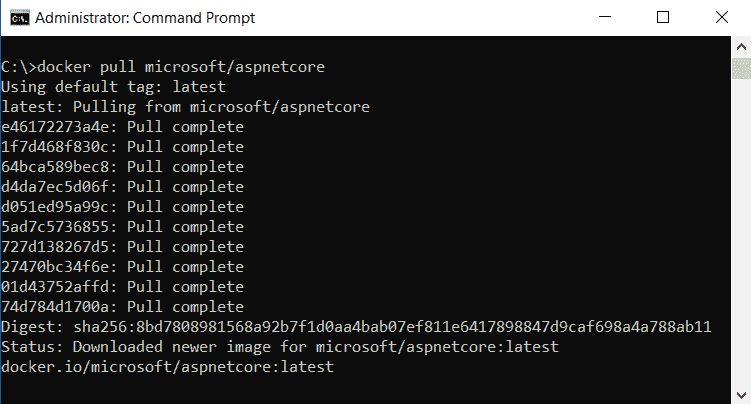 Administrator: Command Prompt
C:\>docker pull microsoft/aspnetcore
Using default tag: latest
latest: Pulling from microsoft/aspnetcore
e46172273a4e: Pull complete
1f7d468f830c: Pull complete
64bca589bec8: Pull complete
d4da7ec5d06f: Pull complete
d051ed95a99c: Pull complete
5ad7c5736855: Pull complete
727d138267d5: Pull complete
27470bc34f6e: Pull complete
01d43752affd: Pull complete
74d784d1700a: Pull complete
Digest: sha256:8bd7808981568a92b7f1d0aa4bab07ef811e6417898847d9caf698a4a788ab11
Status: Downloaded newer image for microsoft/aspnetcore:latest
docker.io/microsoft/aspnetcore:latest